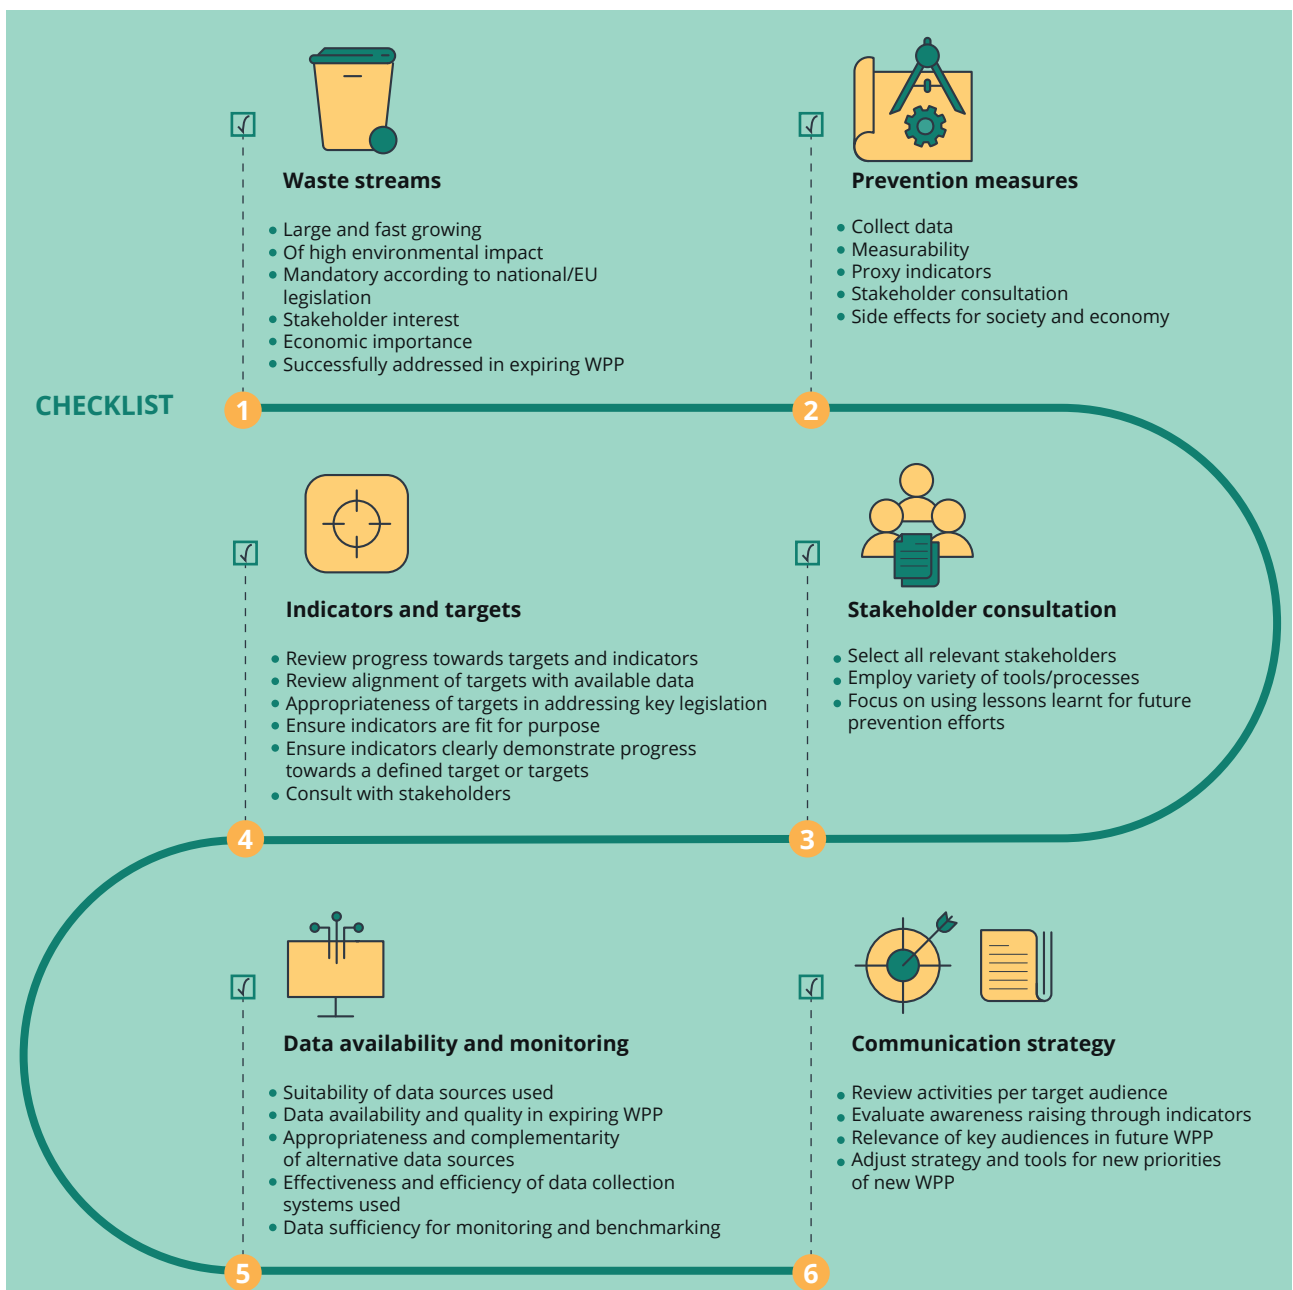 Waste streams
Large and fast growing
Of high environmental impact
Mandatory according to national/EU
legislation
Stakeholder interest
Economic importance
Successfully addressed in expiring WPP
Prevention measures
Collect data
Measurability
Proxy indicators
Stakeholder consultation
Side effects for society and economy
CHECKLIST
1
2
Stakeholder consultation
Select all relevant stakeholders
Employ variety of tools/processes
Focus on using lessons learnt for future
prevention efforts
3
Indicators and targets
Review progress towards targets and indicators
Review alignment of targets with available data
Appropriateness of targets in addressing key legislation
Ensure indicators are fit for purpose
Ensure indicators clearly demonstrate progress
towards a defined target or targets
Consult with stakeholders
4
Data availability and monitoring
Suitability of data sources used
Data availability and quality in expiring WPP
Appropriateness and complementarity
of alternative data sources
Effectiveness and efficiency of data collection
systems used
Data sufficiency for monitoring and benchmarking
5
Communication strategy
Review activities per target audience
Evaluate awareness raising through indicators
Relevance of key audiences in future WPP
Adjust strategy and tools for new priorities
of new WPP
6